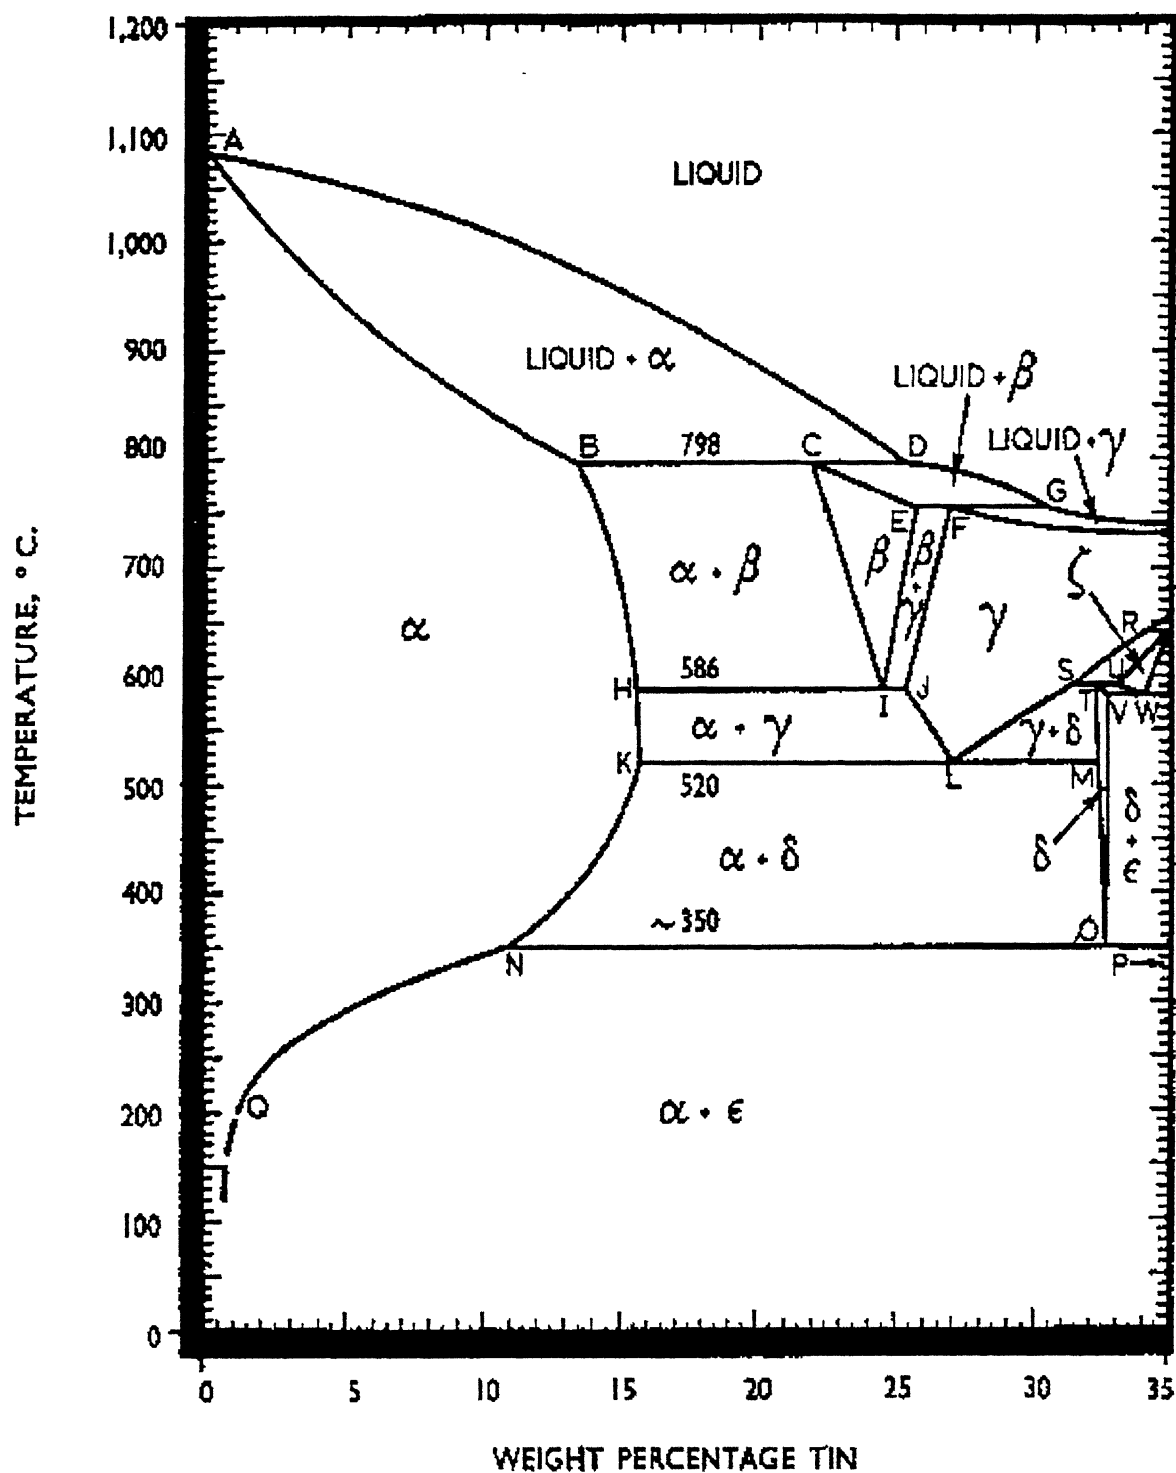 1,200
A
1,100
LIQUID
1,000
900
LIQUID + α
LIQUID + β
LIQUID + γ
800
B
798
C
D
G
E
F
700
α + β
β
β
+
γ
ζ
α
γ
R
600
586
S
U
H
I
J
T
V
W
α + γ
γ+δ
K
L
M
500
520
δ
+
ε
δ
α + δ
400
~350
O
N
P→
300
Q
200
α + ε
100
0
0 5 10 15 20 25 30 35
TEMPERATURE, °C.
WEIGHT PERCENTAGE TIN